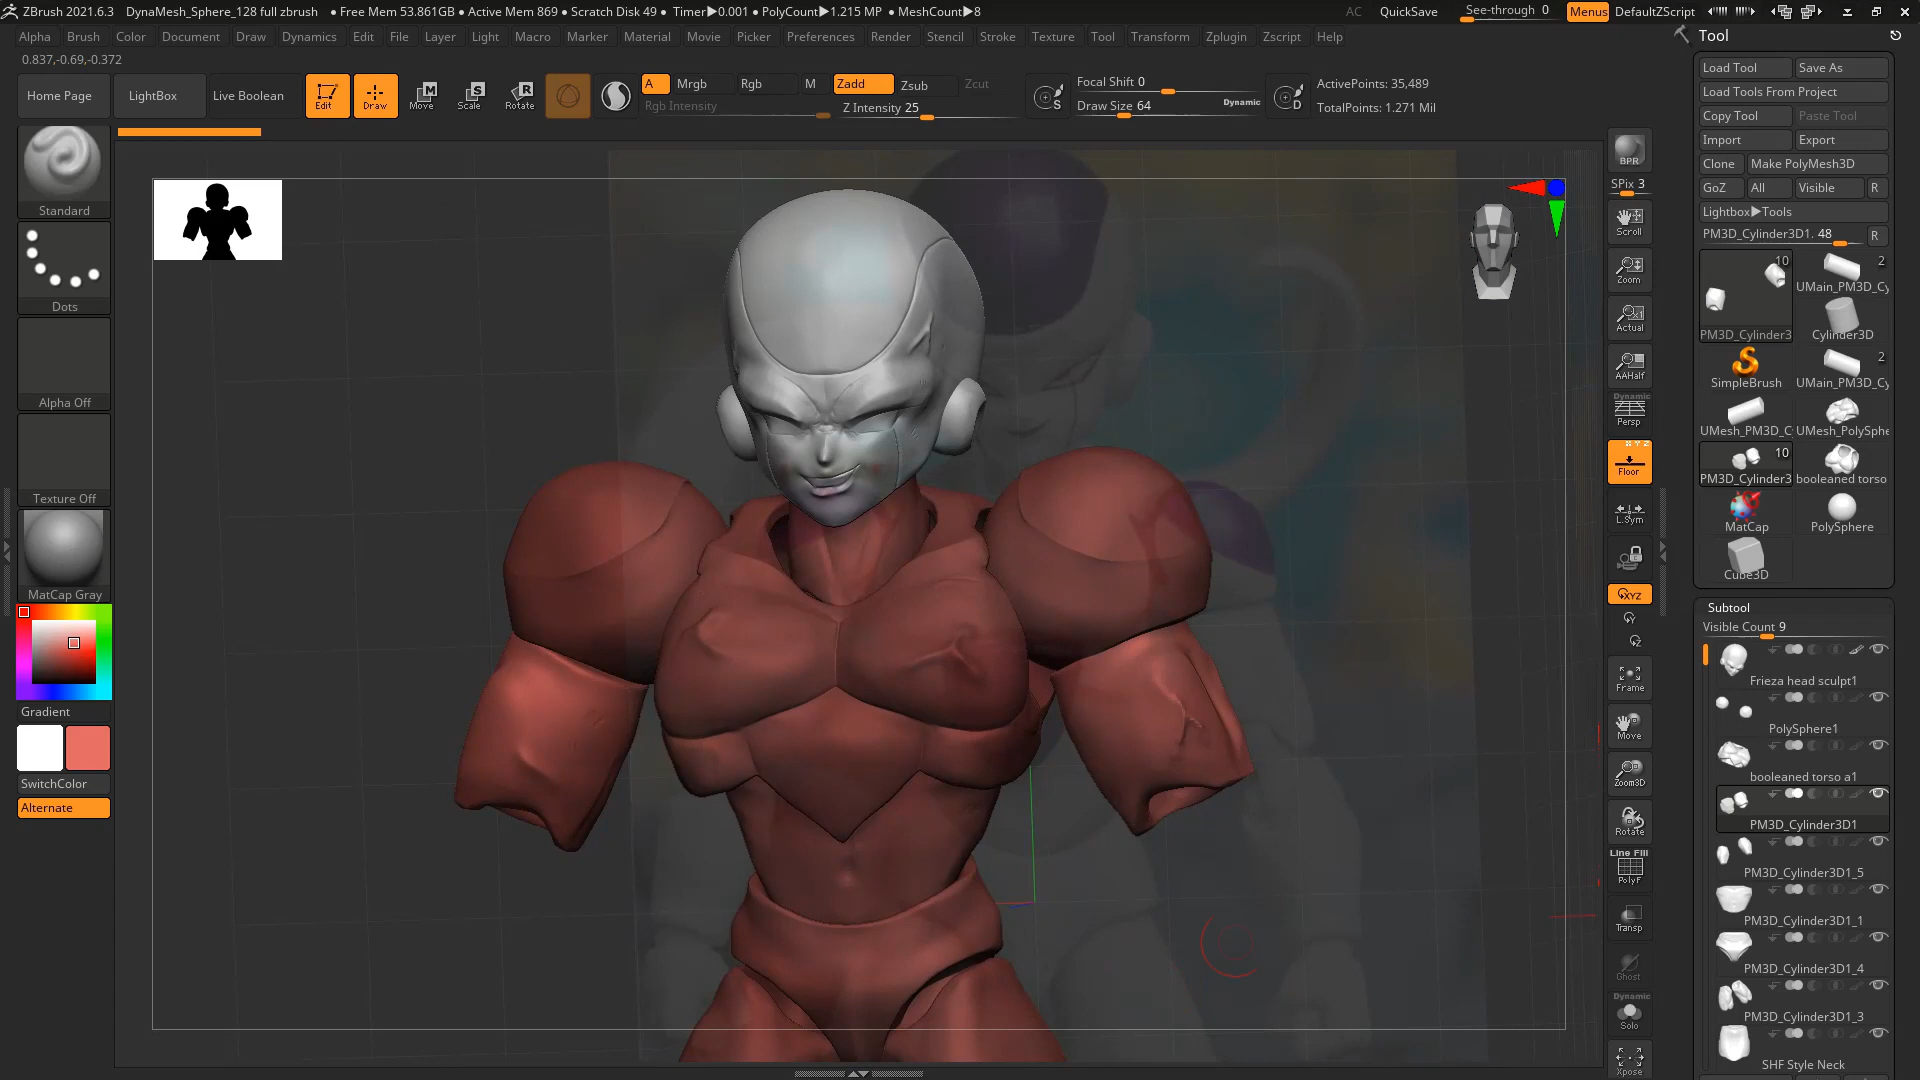 ZBrush 2021.6.3 DynaMesh_Sphere_128 full zbrush ● Free Mem 53.861GB ● Active Mem 869 ● Scratch Disk 49 ● Timer▶0.001 ● PolyCount▶1.215 MP ● MeshCount▶8 AC QuickSave See-through 0 Menus DefaultZScript
Alpha Brush Color Document Draw Dynamics Edit File Layer Light Macro Marker Material Movie Picker Preferences Render Stencil Stroke Texture Tool Transform Zplugin Zscript Help
0.837,-0.69,-0.372
Home Page LightBox Live Boolean Edit Draw Move Scale Rotate
M S R
A Mrgb Rgb M Zadd Zsub Zcut
Rgb Intensity Z Intensity 25
S Focal Shift 0
Draw Size 64 Dynamic
D ActivePoints: 35,489
TotalPoints: 1.271 Mil
Standard
Dots
Alpha Off
Texture Off
MatCap Gray
Gradient
SwitchColor
Alternate
BPR
SPix 3
Scroll
Zoom
Actual
AAHalf
Dynamic
Persp
X Y Z
Floor
L.Sym
XYZ
Y
Z
Frame
Move
Zoom3D
Rotate
Line Fill
PolyF
Transp
Ghost
Dynamic
Solo
Xpose
Tool
Load Tool Save As
Load Tools From Project
Copy Tool Paste Tool
Import Export
Clone Make PolyMesh3D
GoZ All Visible R
Lightbox▶Tools
PM3D_Cylinder3D1. 48 R
10 2
UMain_PM3D_Cy
PM3D_Cylinder3 Cylinder3D
2
SimpleBrush UMain_PM3D_Cy
UMesh_PM3D_C UMesh_PolySphe
10
PM3D_Cylinder3 booleaned torso
MatCap PolySphere
Cube3D
Subtool
Visible Count 9
Frieza head sculpt1
PolySphere1
booleaned torso a1
PM3D_Cylinder3D1
PM3D_Cylinder3D1_5
PM3D_Cylinder3D1_1
PM3D_Cylinder3D1_4
PM3D_Cylinder3D1_3
SHF Style Neck